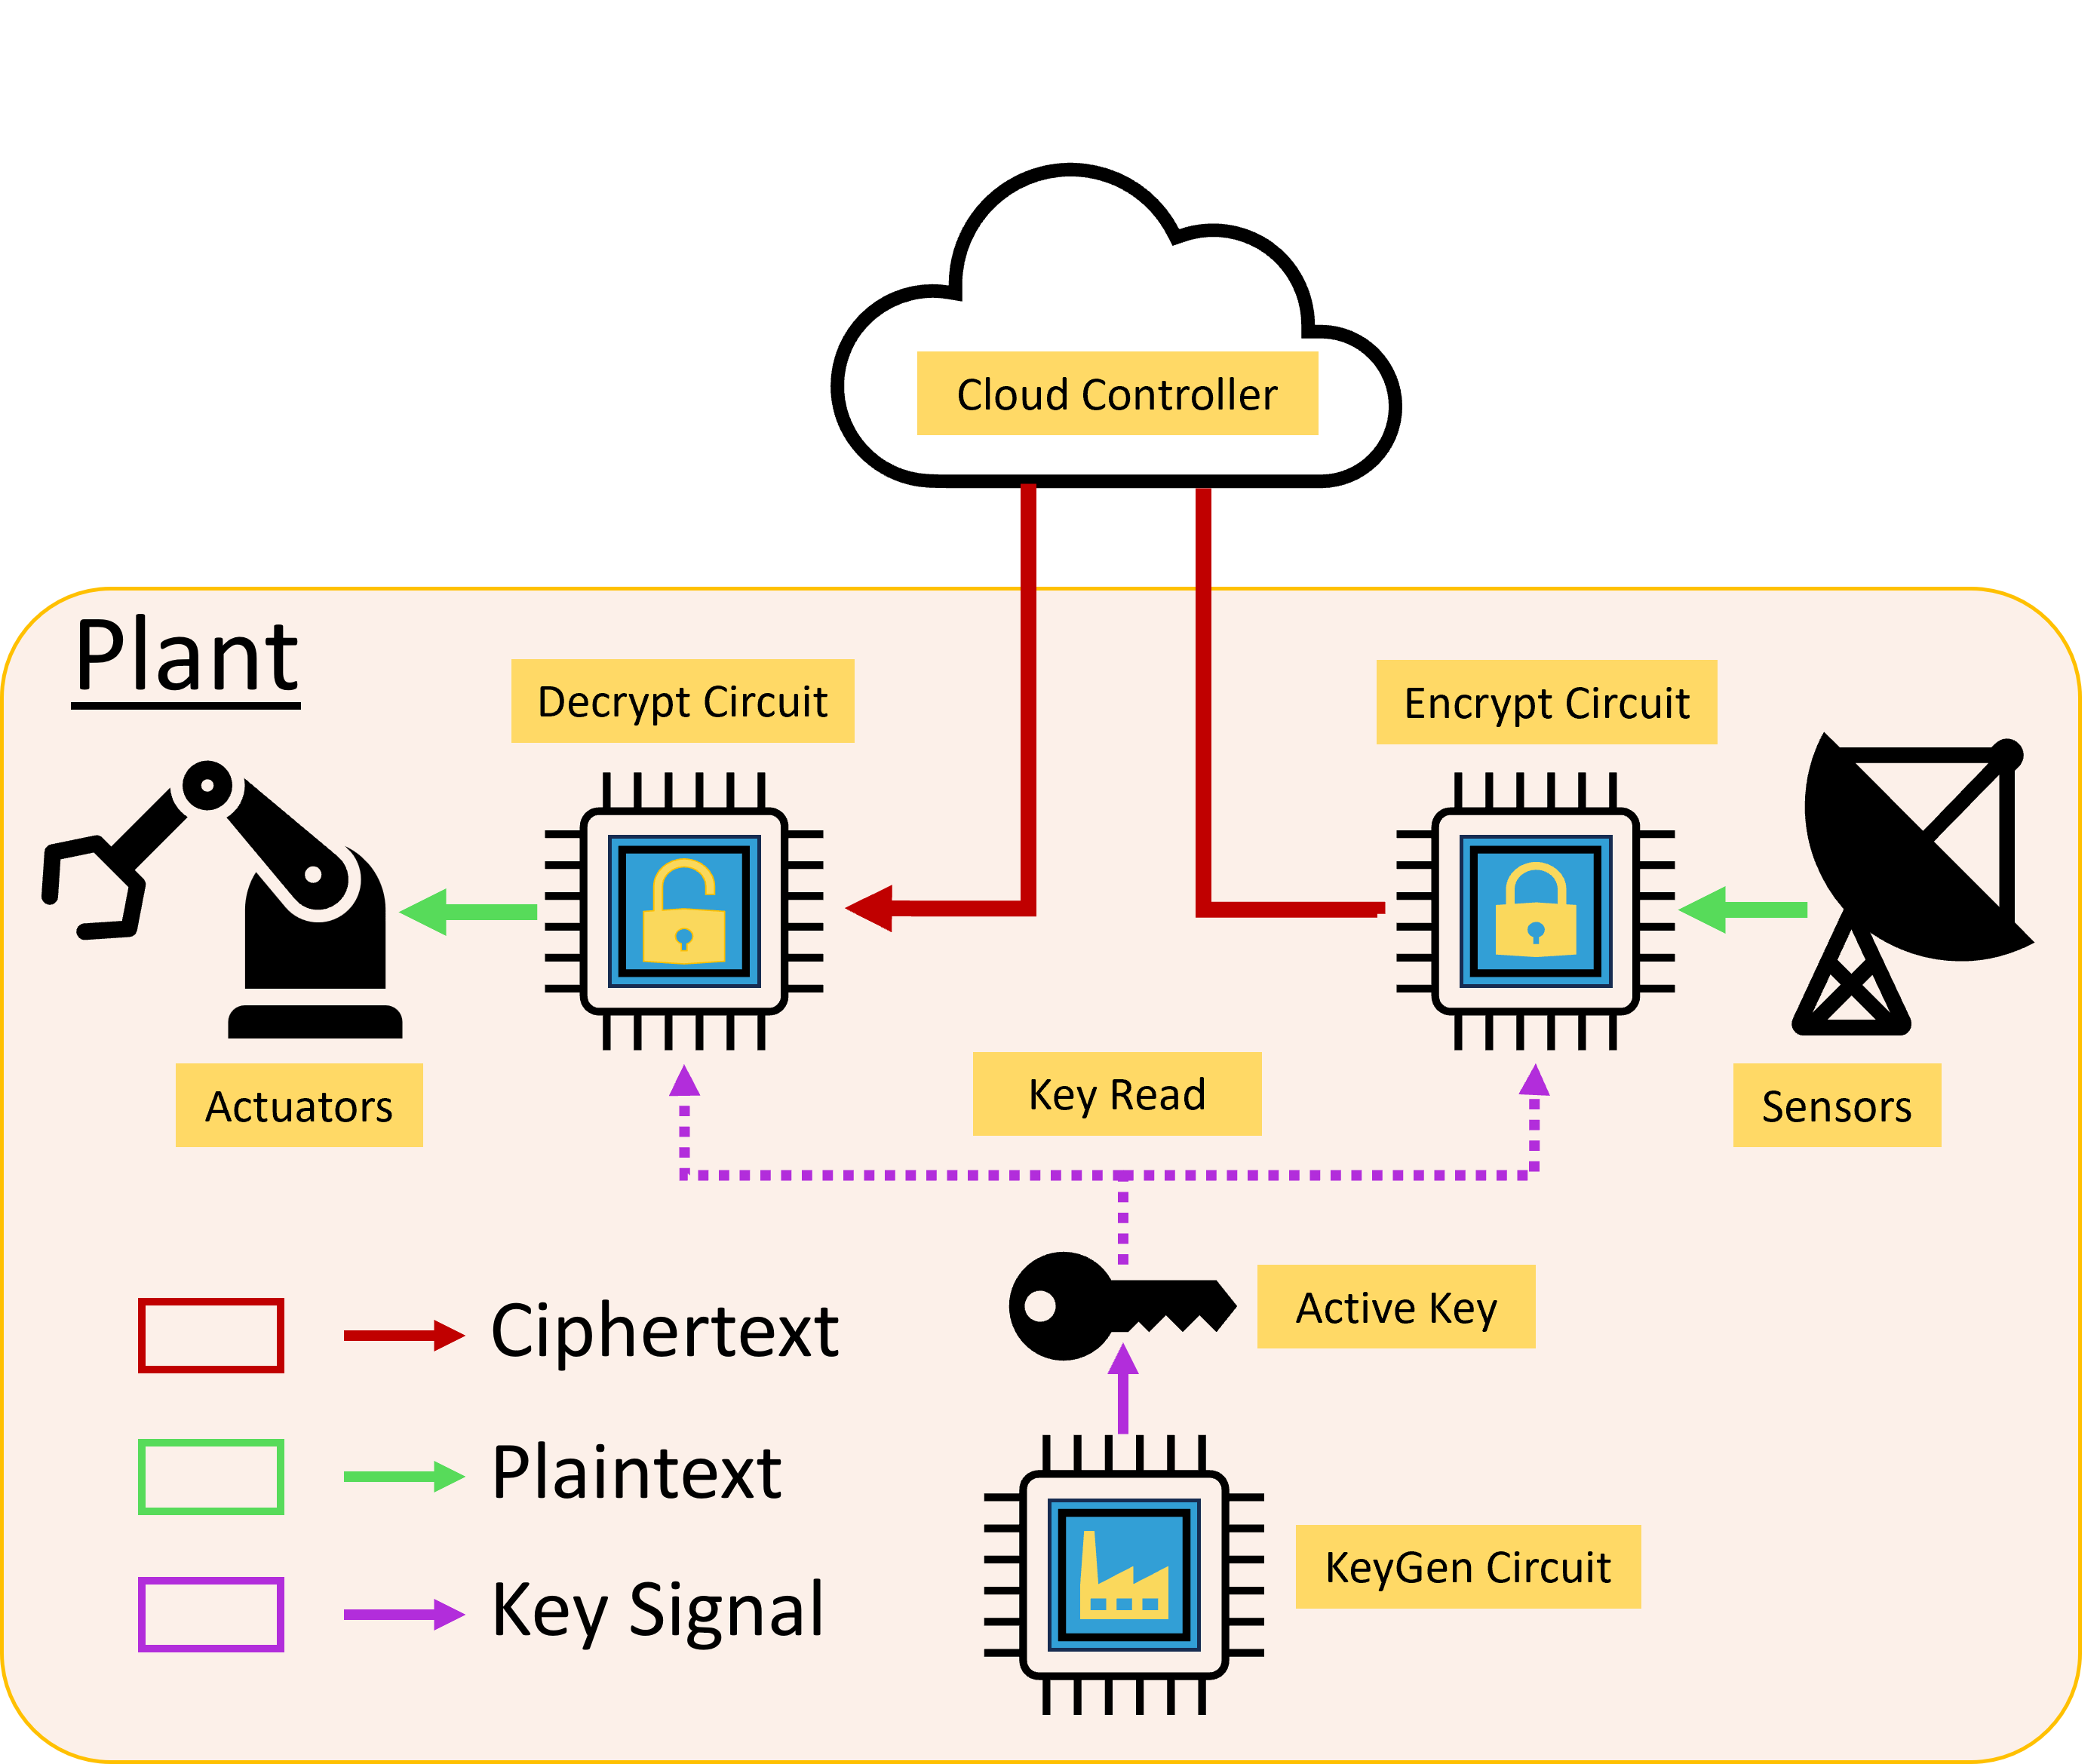 Cloud Controller
Plant
Decrypt Circuit
Encrypt Circuit
Actuators
Key Read
Sensors
Active Key
Ciphertext
Plaintext
KeyGen Circuit
Key Signal